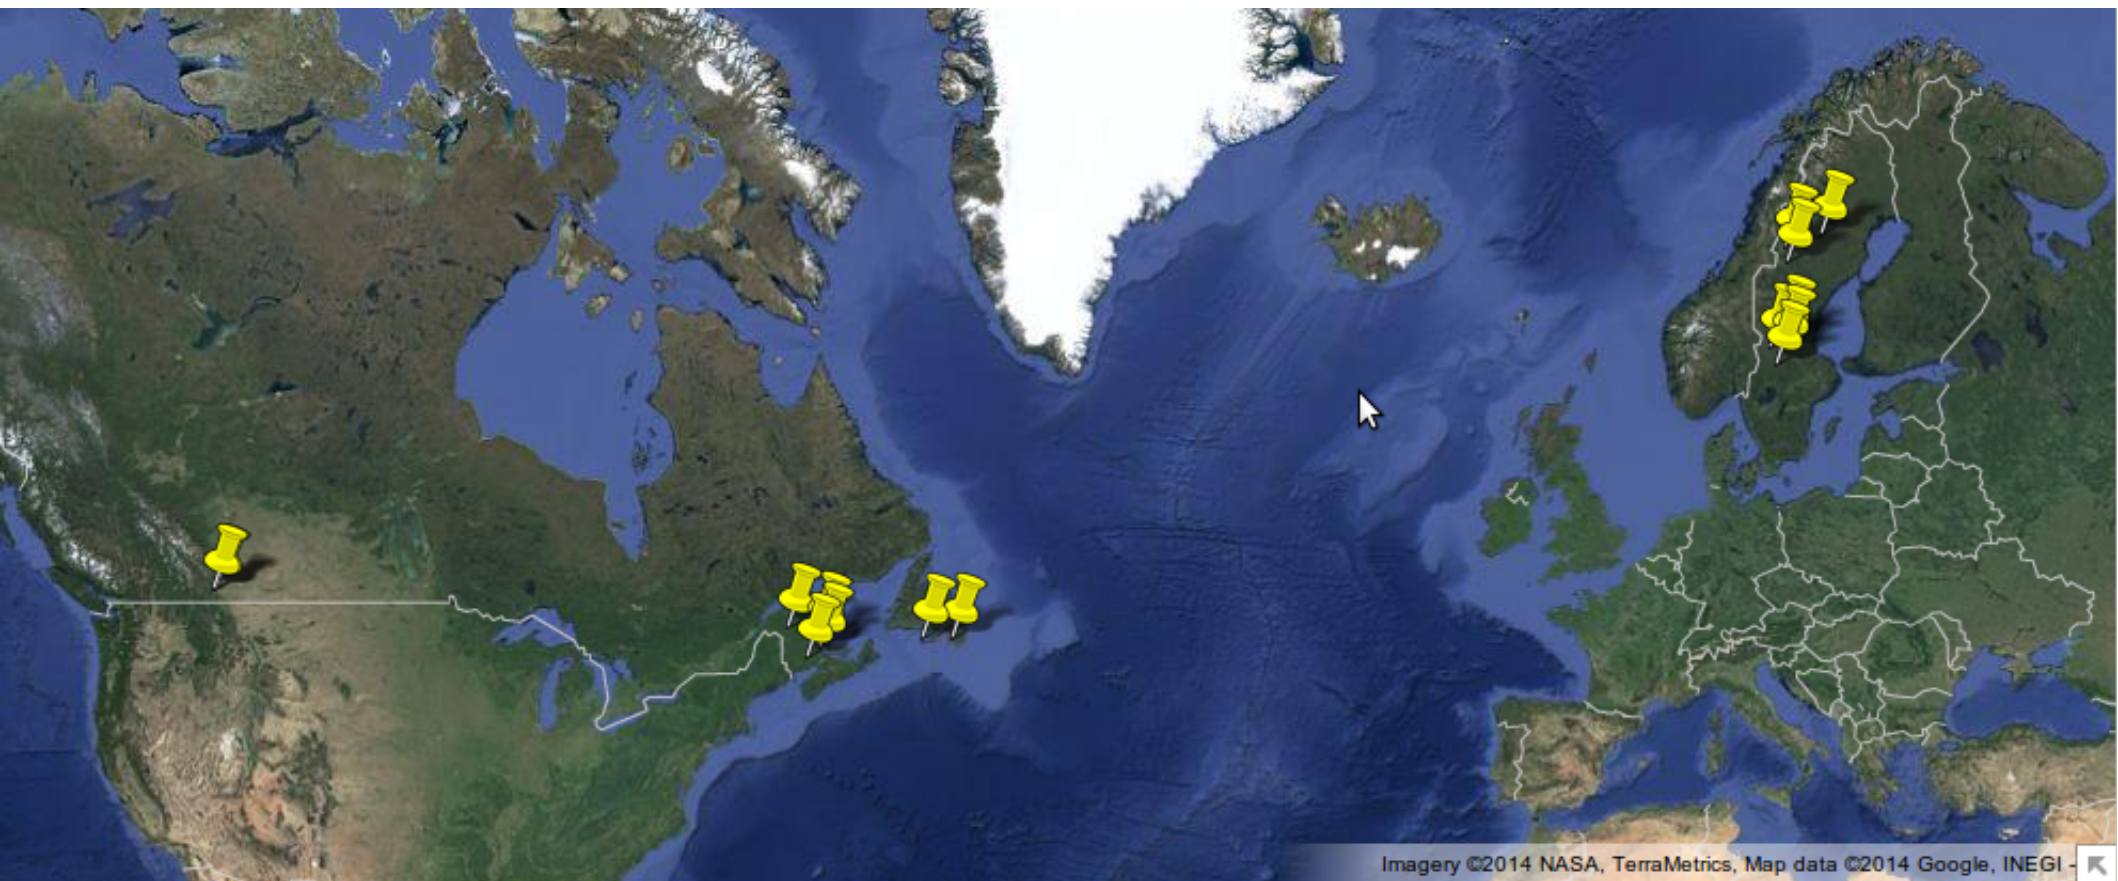 Imagery ©2014 NASA, TerraMetrics, Map data ©2014 Google, INEGI -